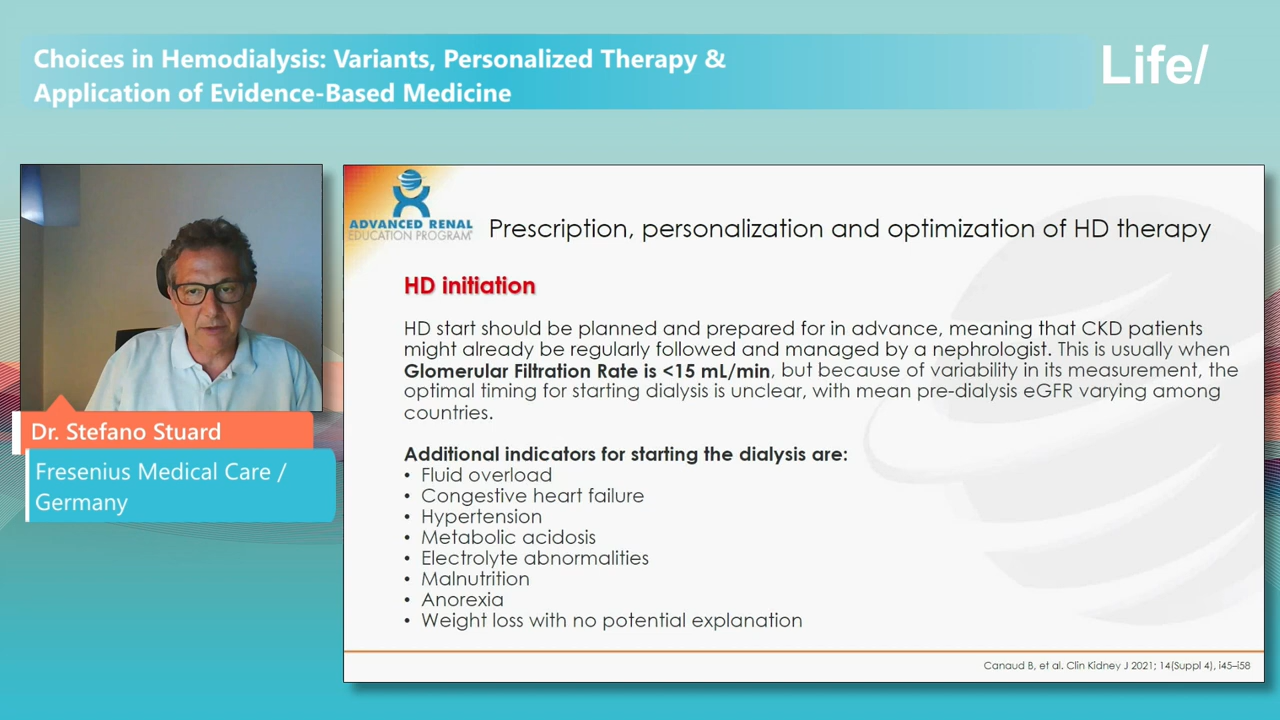 Choices in Hemodialysis: Variants, Personalized Therapy &
Application of Evidence-Based Medicine
Life/
Dr. Stefano Stuard
Fresenius Medical Care /
Germany
ADVANCED RENAL
EDUCATION PROGRAM
Prescription, personalization and optimization of HD therapy
HD initiation
HD start should be planned and prepared for in advance, meaning that CKD patients
might already be regularly followed and managed by a nephrologist. This is usually when
Glomerular Filtration Rate is <15 mL/min, but because of variability in its measurement, the
optimal timing for starting dialysis is unclear, with mean pre-dialysis eGFR varying among
countries.
Additional indicators for starting the dialysis are:
• Fluid overload
• Congestive heart failure
• Hypertension
• Metabolic acidosis
• Electrolyte abnormalities
• Malnutrition
• Anorexia
• Weight loss with no potential explanation
Canaud B, et al. Clin Kidney J 2021; 14(Suppl 4), i45–i58